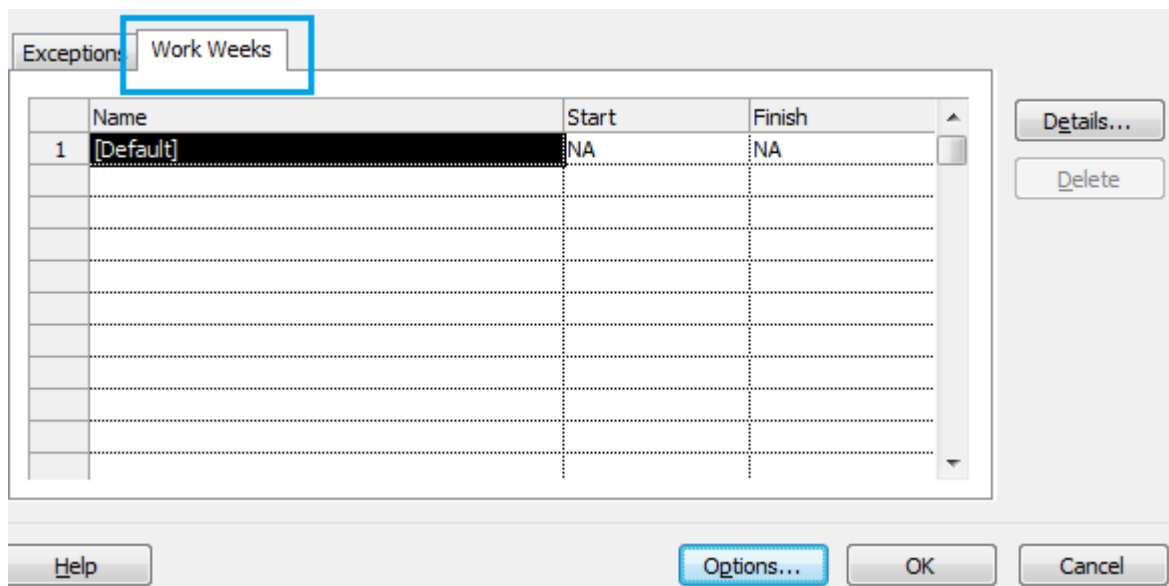 Exceptions Work Weeks
Name Start Finish
Details...
1 [Default] NA NA
Delete
Help Options... OK Cancel